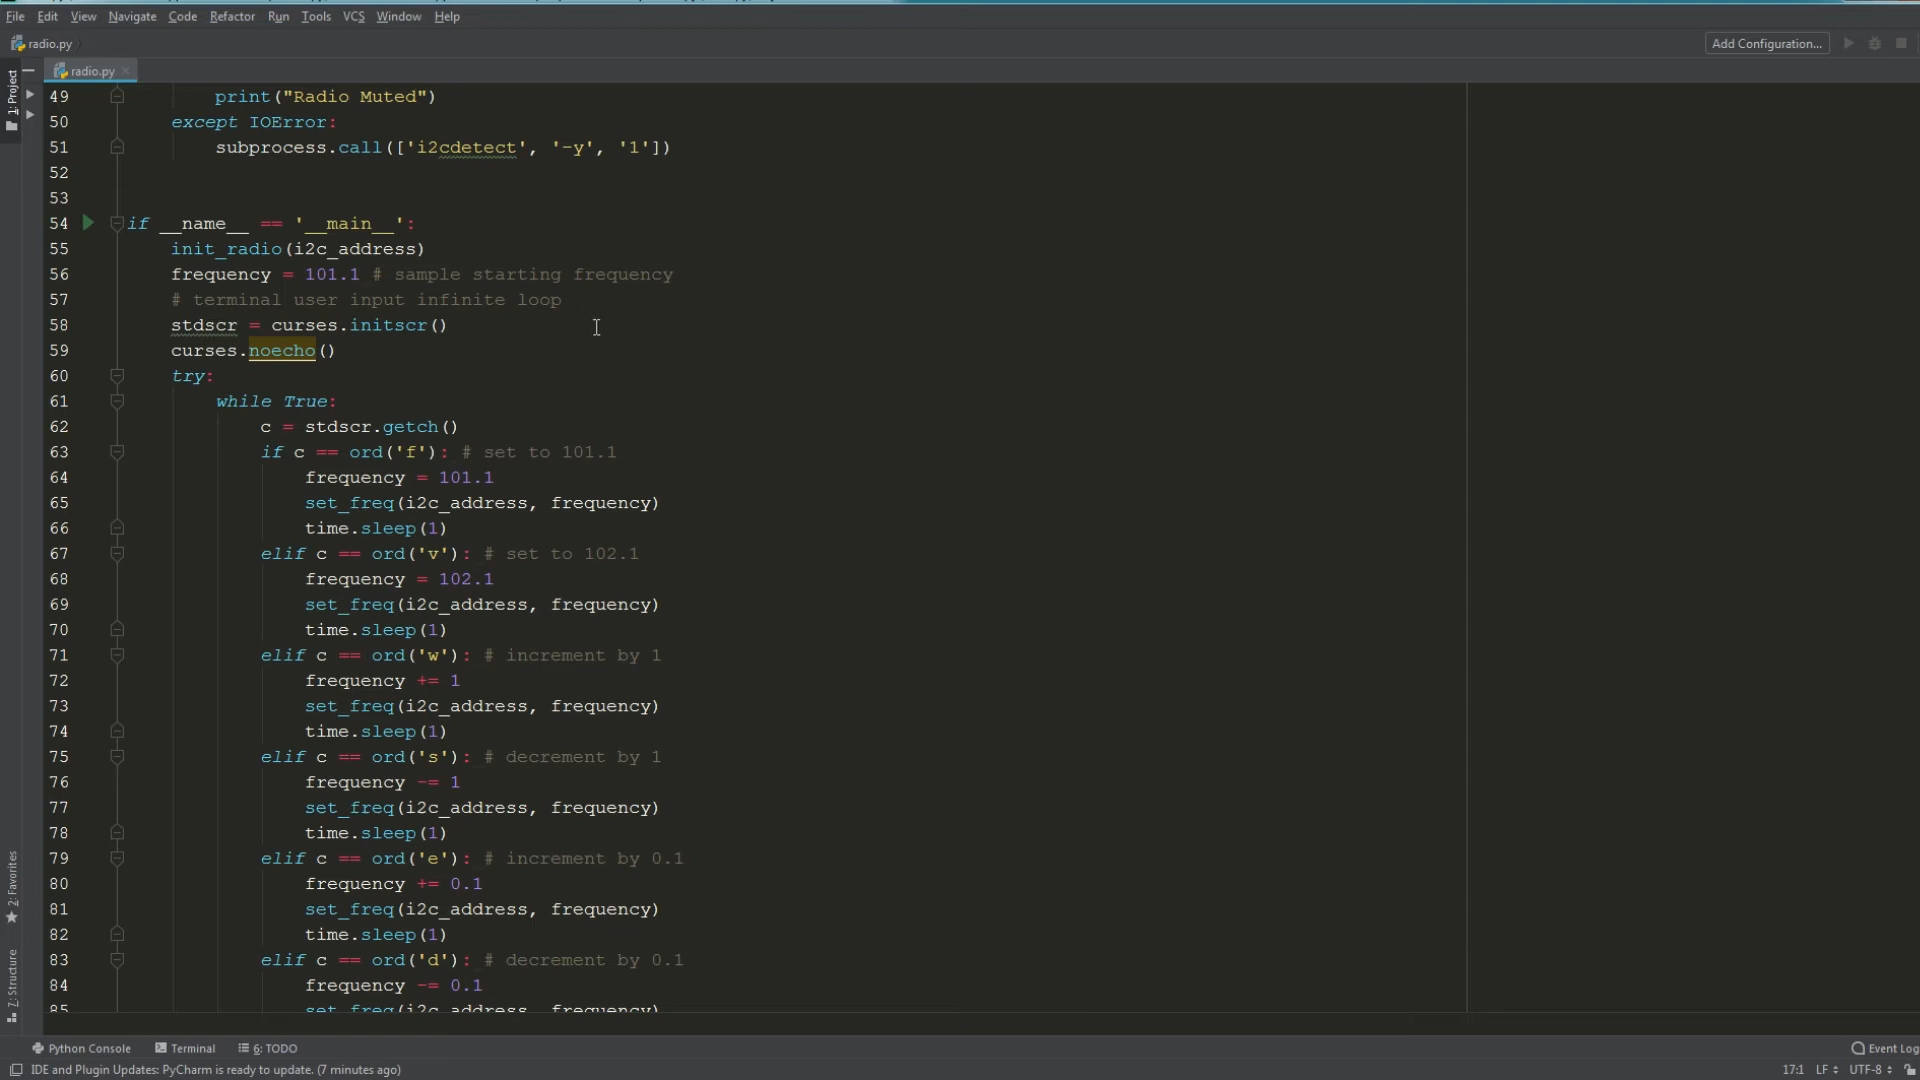 File Edit View Navigate Code Refactor Run Tools VCS Window Help
radio.py
Add Configuration...
radio.py
1: Project
49 print("Radio Muted")
50 except IOError:
51 subprocess.call(['i2cdetect', '-y', '1'])
52
53
54 if __name__ == '__main__':
55 init_radio(i2c_address)
56 frequency = 101.1 # sample starting frequency
57 # terminal user input infinite loop
58 stdscr = curses.initscr()
59 curses.noecho()
60 try:
61 while True:
62 c = stdscr.getch()
63 if c == ord('f'): # set to 101.1
64 frequency = 101.1
65 set_freq(i2c_address, frequency)
66 time.sleep(1)
67 elif c == ord('v'): # set to 102.1
68 frequency = 102.1
69 set_freq(i2c_address, frequency)
70 time.sleep(1)
71 elif c == ord('w'): # increment by 1
72 frequency += 1
73 set_freq(i2c_address, frequency)
74 time.sleep(1)
75 elif c == ord('s'): # decrement by 1
76 frequency -= 1
77 set_freq(i2c_address, frequency)
78 time.sleep(1)
79 elif c == ord('e'): # increment by 0.1
80 frequency += 0.1
81 set_freq(i2c_address, frequency)
82 time.sleep(1)
83 elif c == ord('d'): # decrement by 0.1
84 frequency -= 0.1
85 set_freq(i2c_address, frequency)
2: Favorites
7: Structure
Python Console Terminal 6: TODO Event Log
IDE and Plugin Updates: PyCharm is ready to update. (7 minutes ago) 17:1 LF UTF-8